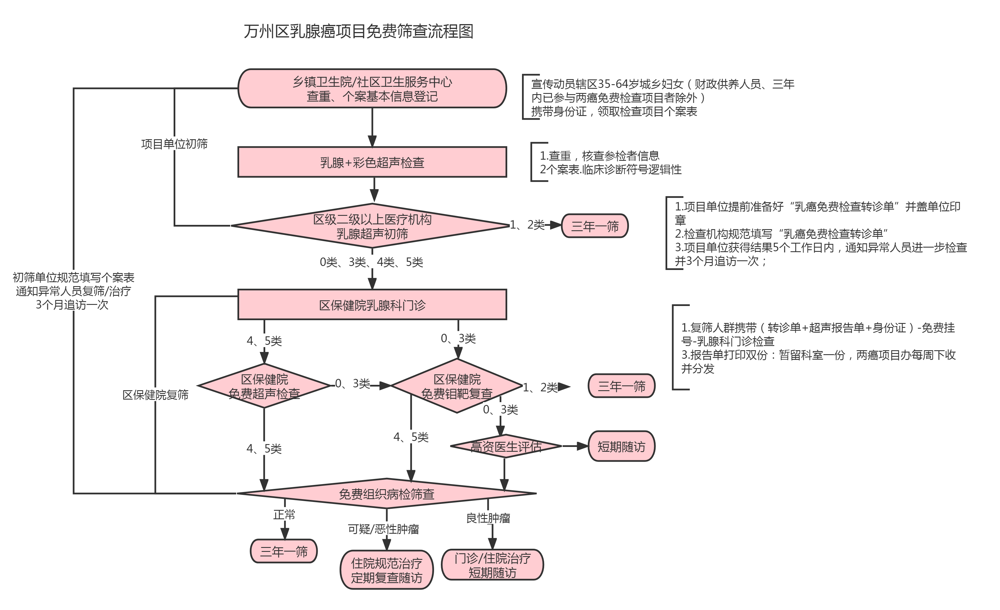 万州区乳腺癌项目免费筛查流程图
乡镇卫生院/社区卫生服务中心
查重、个案基本信息登记
宣传动员辖区35-64岁城乡妇女（财政供养人员、三年
内已参与两癌免费检查项目者除外）
携带身份证，领取检查项目个案表
项目单位初筛
乳腺+彩色超声检查
1.查重，核查参检者信息
2个案表.临床诊断符号逻辑性
区级二级以上医疗机构
乳腺超声初筛
1、2类
三年一筛
1.项目单位提前准备好“乳癌免费检查转诊单”并盖单位印
章
2.检查机构规范填写“乳癌免费检查转诊单”
3.项目单位获得结果5个工作日内，通知异常人员进一步检查
并3个月追访一次；
0类、3类、4类、5类
初筛单位规范填写个案表
通知异常人员复筛/治疗
3个月追访一次
区保健院乳腺科门诊
1.复筛人群携带（转诊单+超声报告单+身份证）-免费挂
号-乳腺科门诊检查
3.报告单打印双份：暂留科室一份，两癌项目办每周下收
并分发
4、5类
0、3类
区保健院复筛
区保健院
免费超声检查
0、3类
区保健院
免费钼靶复查
1、2类
三年一筛
0、3类
4、5类
4、5类
高资医生评估
短期随访
免费组织病检筛查
正常
可疑/恶性肿瘤
良性肿瘤
三年一筛
住院规范治疗
定期复查随访
门诊/住院治疗
短期随访